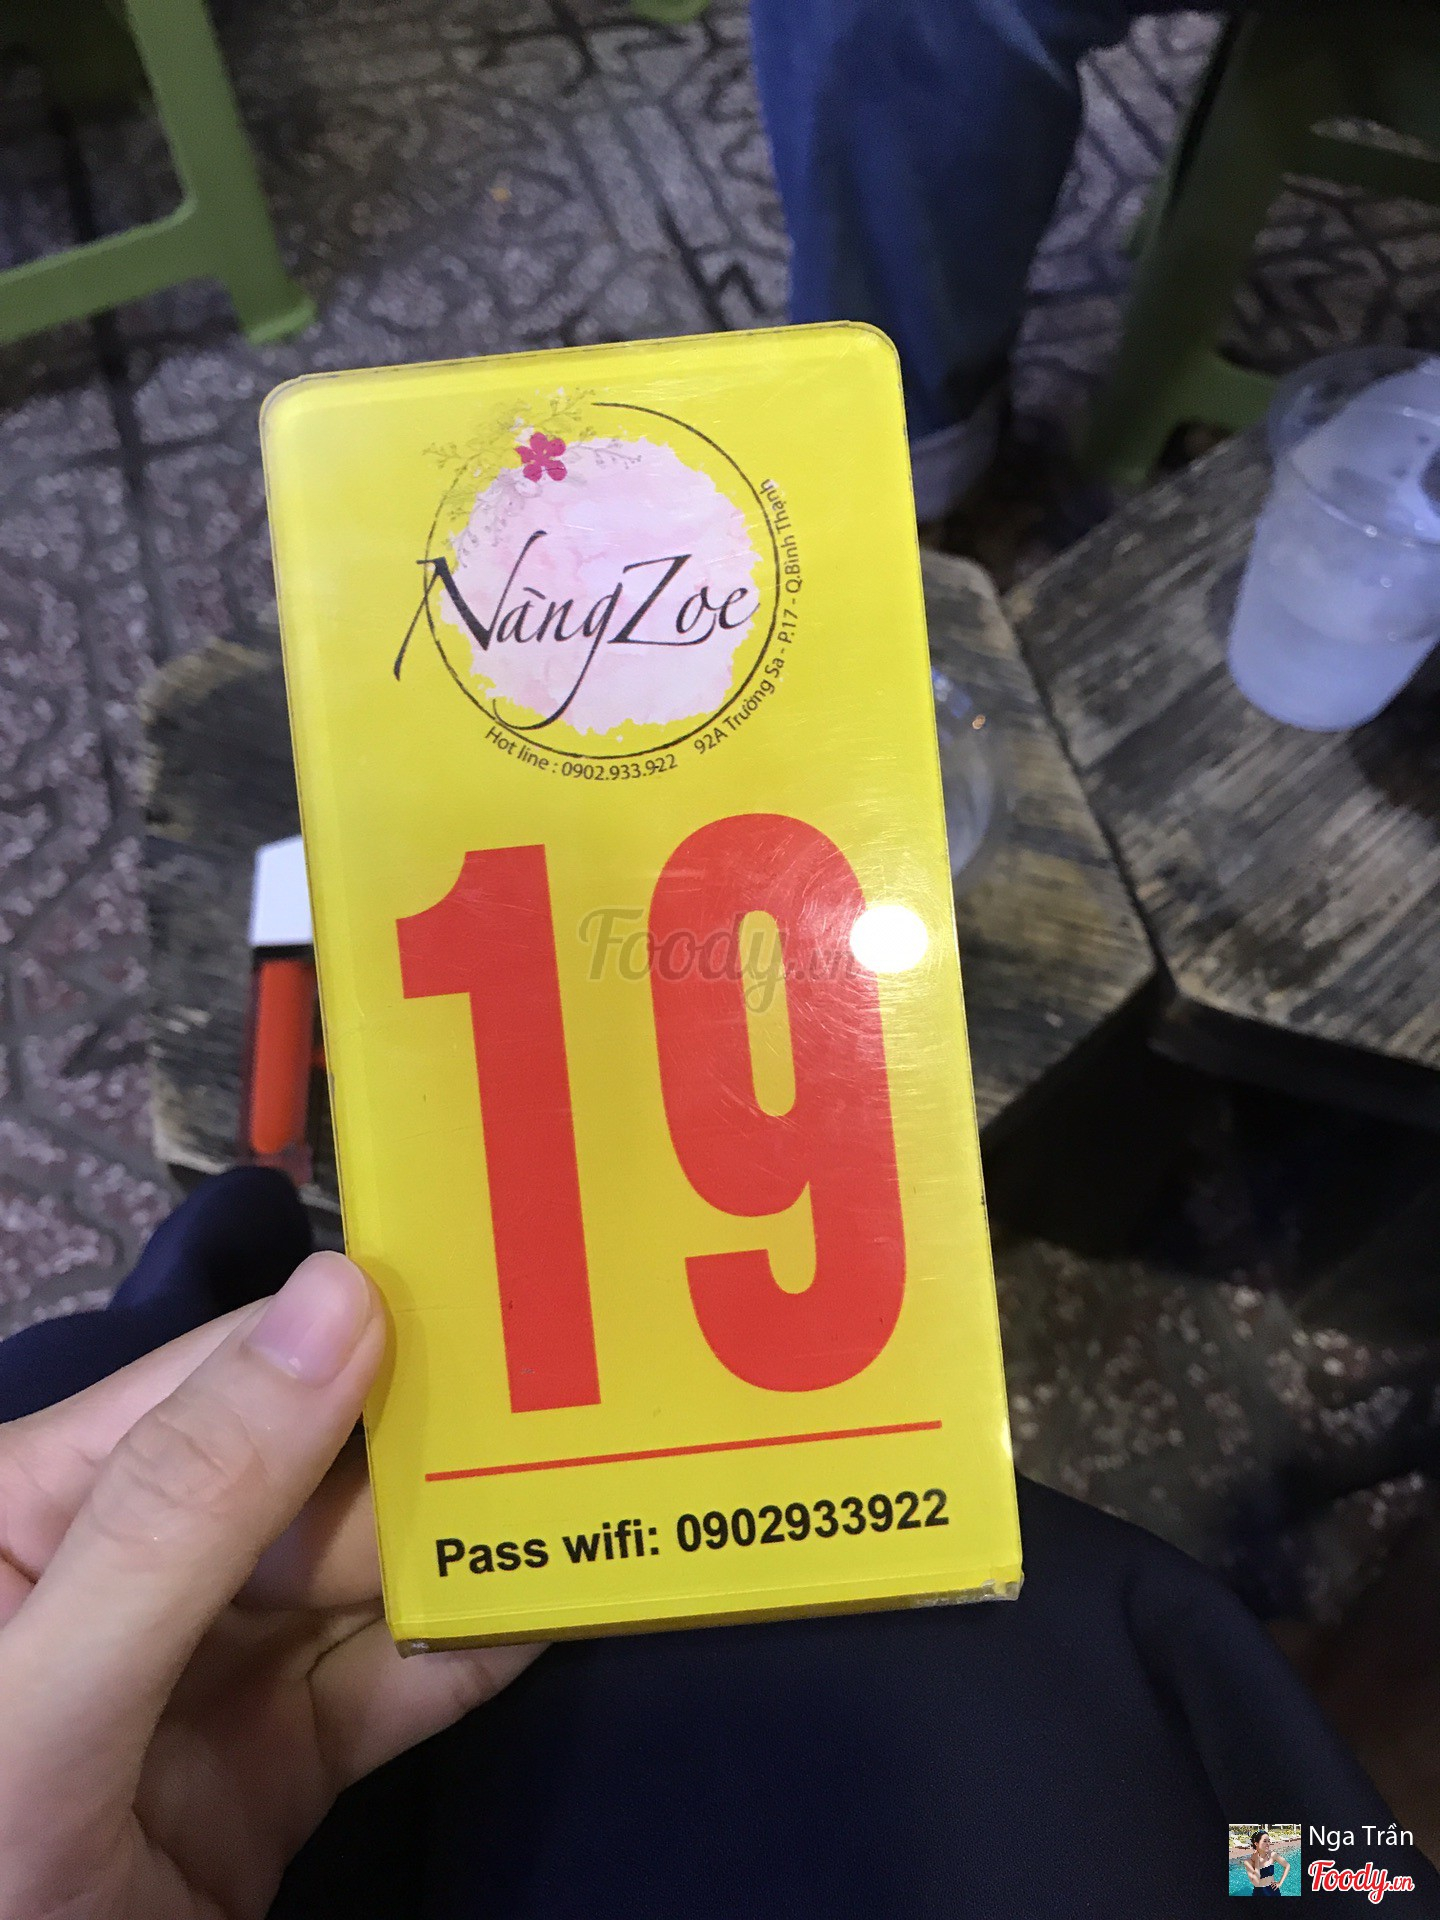 NàngZoe
Hot line : 0902.933.922
92A Trường Sa - P.17 - Q.Bình Thạnh
19
Foody.vn
Pass wifi: 0902933922
Nga Trần
Foody.vn